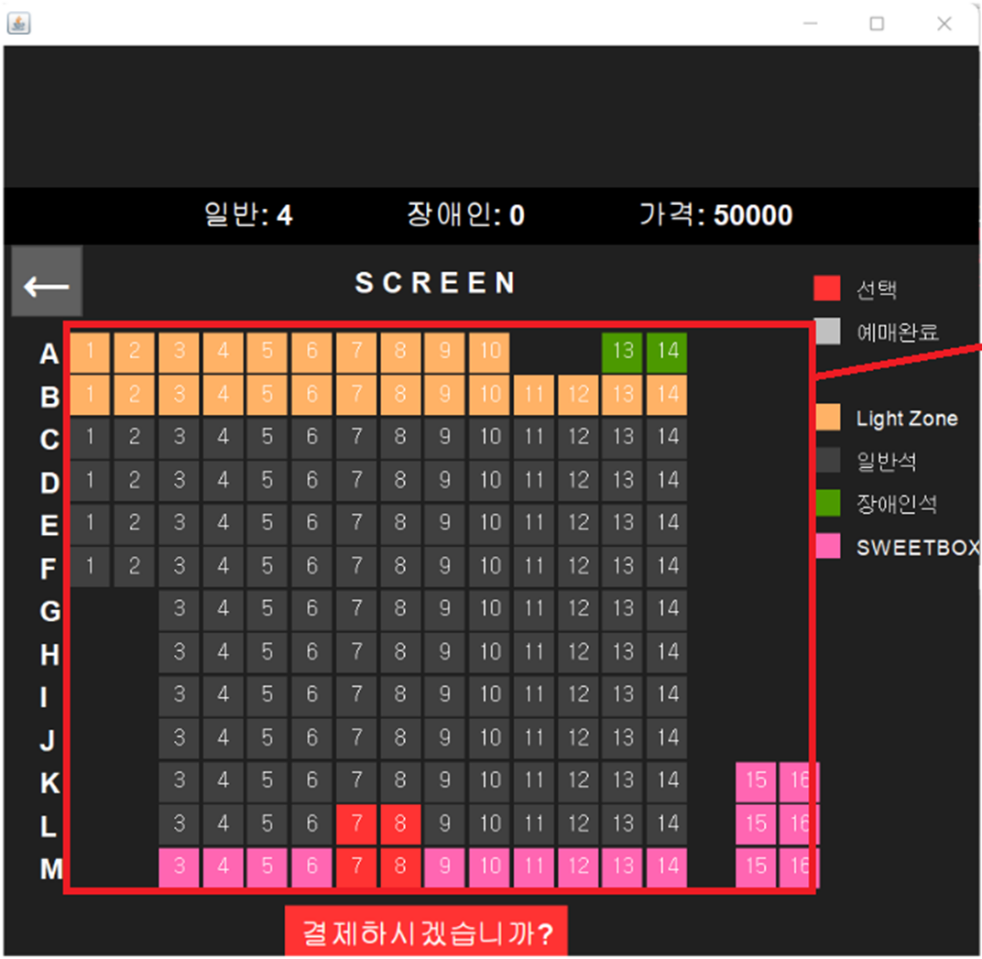 일반: 4 장애인: 0 가격: 50000
←
SCREEN
선택
예매완료
Light Zone
일반석
장애인석
SWEETBOX
A 1 2 3 4 5 6 7 8 9 10 13 14
B 1 2 3 4 5 6 7 8 9 10 11 12 13 14
C 1 2 3 4 5 6 7 8 9 10 11 12 13 14
D 1 2 3 4 5 6 7 8 9 10 11 12 13 14
E 1 2 3 4 5 6 7 8 9 10 11 12 13 14
F 1 2 3 4 5 6 7 8 9 10 11 12 13 14
G 3 4 5 6 7 8 9 10 11 12 13 14
H 3 4 5 6 7 8 9 10 11 12 13 14
I 3 4 5 6 7 8 9 10 11 12 13 14
J 3 4 5 6 7 8 9 10 11 12 13 14
K 3 4 5 6 7 8 9 10 11 12 13 14 15 16
L 3 4 5 6 7 8 9 10 11 12 13 14 15 16
M 3 4 5 6 7 8 9 10 11 12 13 14 15 16
결제하시겠습니까?